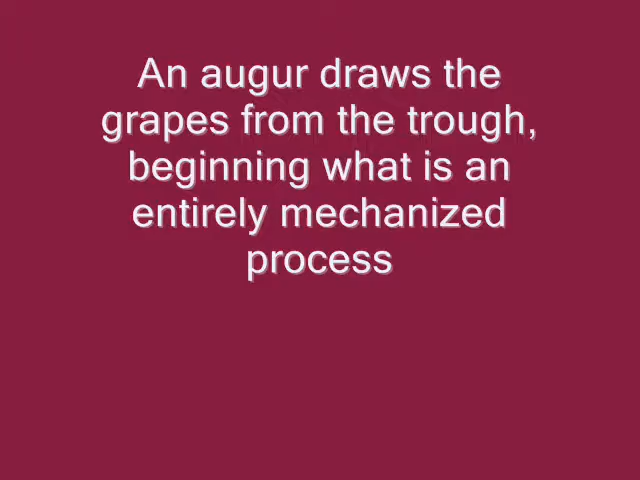 An augur draws the
grapes from the trough,
beginning what is an
entirely mechanized
process